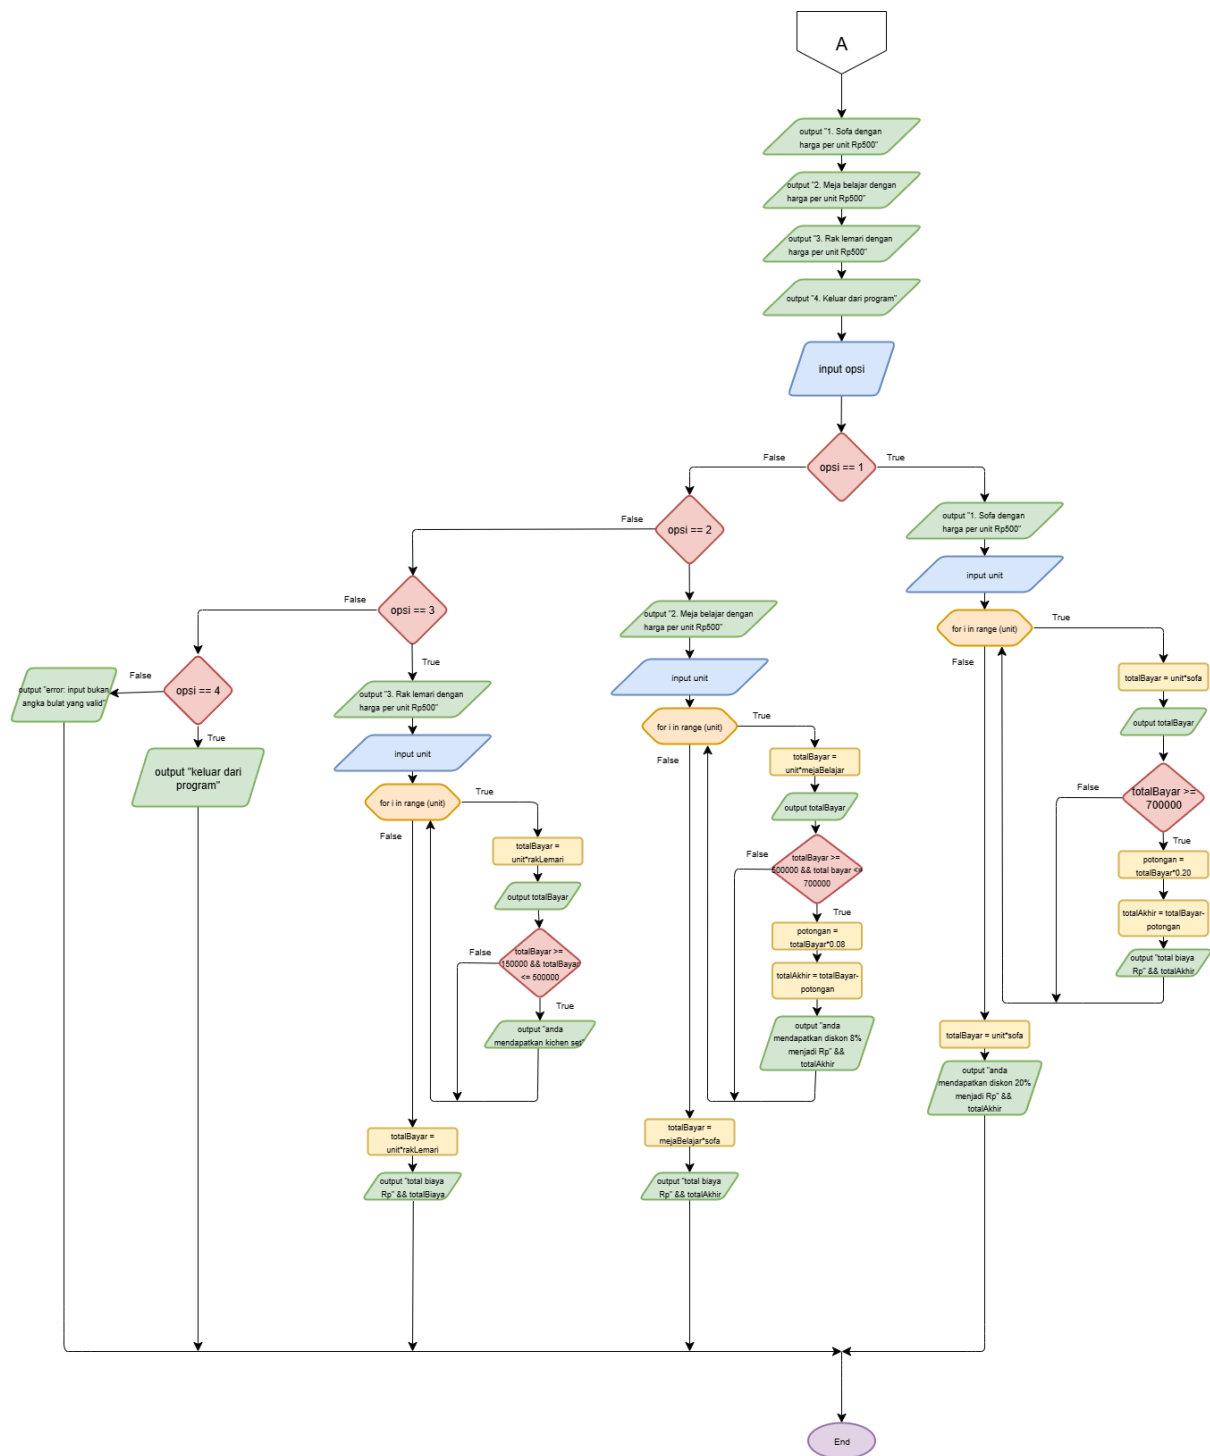 A
output "1. Sofa dengan
harga per unit Rp500"
output "2. Meja belajar dengan
harga per unit Rp500"
output "3. Rak lemari dengan
harga per unit Rp500"
output "4. Keluar dari program"
input opsi
opsi == 1
False
True
output "1. Sofa dengan
harga per unit Rp500"
input unit
for i in range (unit)
True
False
totalBayar = unit*sofa
output totalBayar
totalBayar >=
700000
False
True
potongan =
totalBayar*0.20
totalAkhir = totalBayar-
potongan
output "total biaya
Rp" && totalAkhir
totalBayar = unit*sofa
output "anda
mendapatkan diskon 20%
menjadi Rp" &&
totalAkhir
opsi == 2
False
output "2. Meja belajar dengan
harga per unit Rp500"
input unit
for i in range (unit)
True
False
totalBayar =
unit*mejaBelajar
output totalBayar
totalBayar >=
500000 && total bayar <=
700000
False
True
potongan =
totalBayar*0.08
totalAkhir = totalBayar-
potongan
output "anda
mendapatkan diskon 8%
menjadi Rp" &&
totalAkhir
totalBayar =
mejaBelajar*sofa
output "total biaya
Rp" && totalAkhir
opsi == 3
False
True
output "3. Rak lemari dengan
harga per unit Rp500"
input unit
for i in range (unit)
True
False
totalBayar =
unit*rakLemari
output totalBayar
totalBayar >=
150000 && totalBayar
<= 500000
False
True
output "anda
mendapatkan kichen set"
totalBayar =
unit*rakLemari
output "total biaya
Rp" && totalBiaya
opsi == 4
False
True
output "error: input bukan
angka bulat yang valid"
output "keluar dari
program"
End